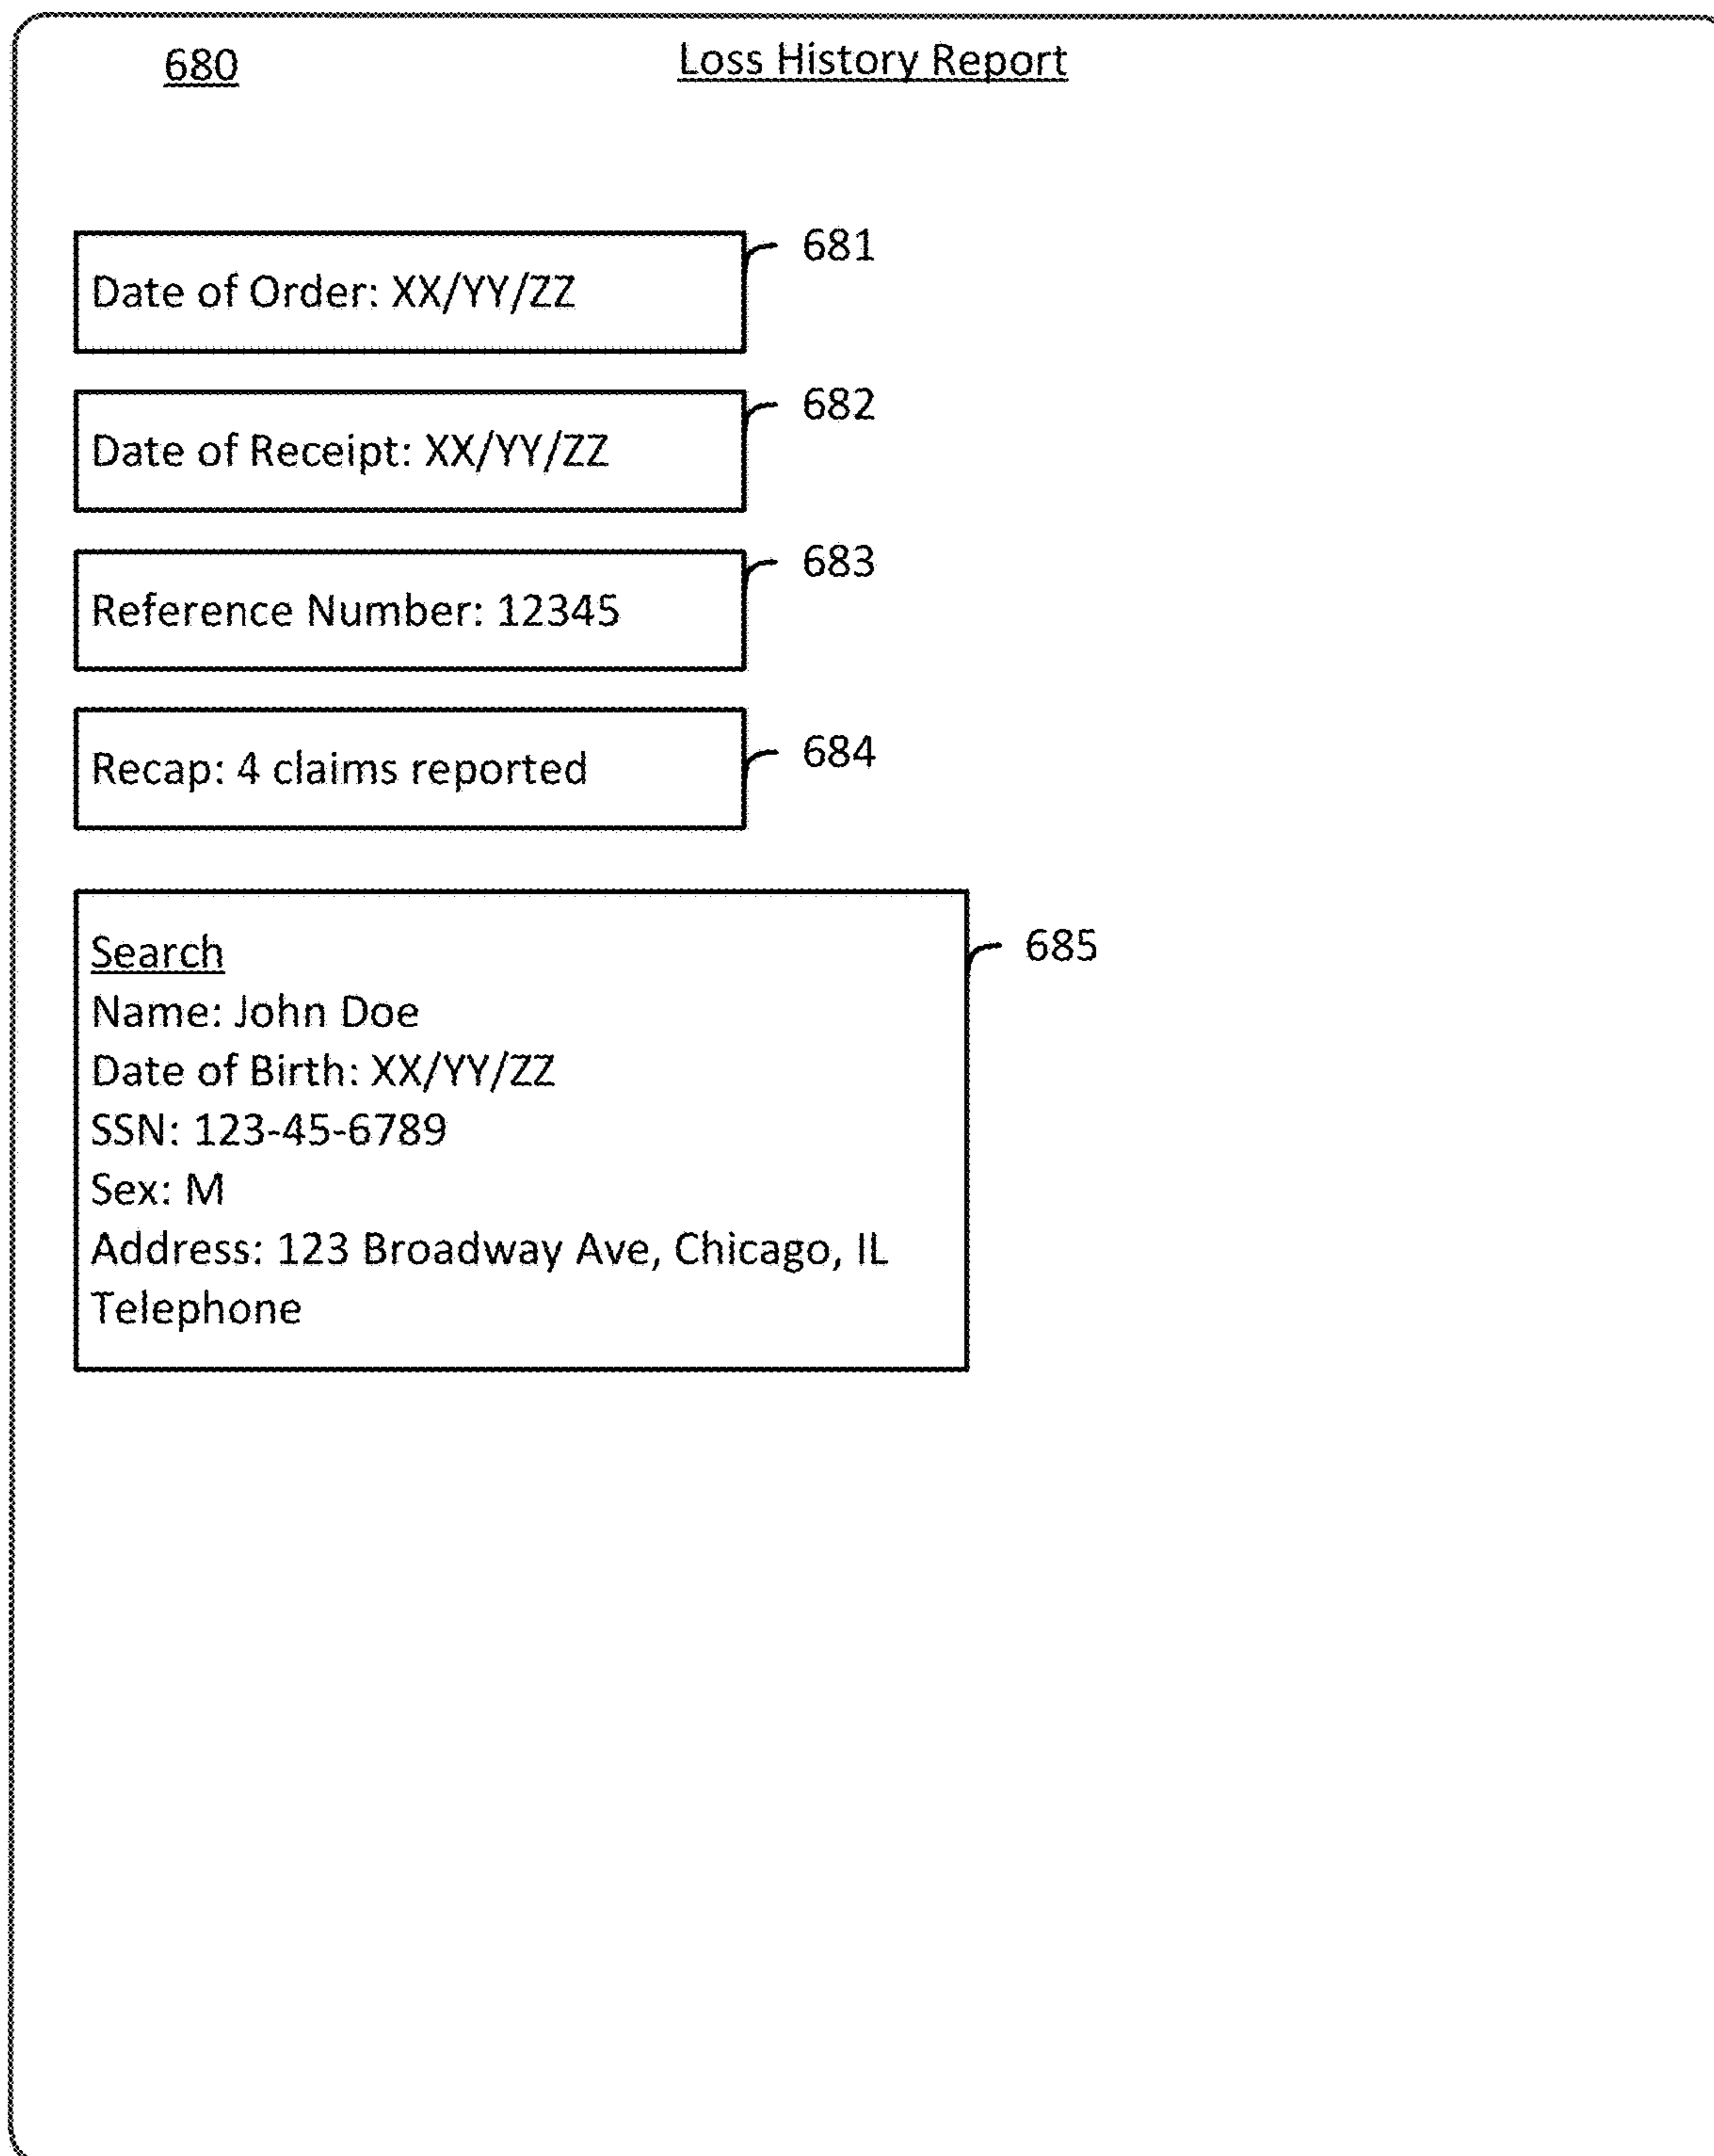 680 Loss History Report
Date of Order: XX/YY/ZZ 681
Date of Receipt: XX/YY/ZZ 682
Reference Number: 12345 683
Recap: 4 claims reported 684
Search 685
Name: John Doe
Date of Birth: XX/YY/ZZ
SSN: 123-45-6789
Sex: M
Address: 123 Broadway Ave, Chicago, IL
Telephone